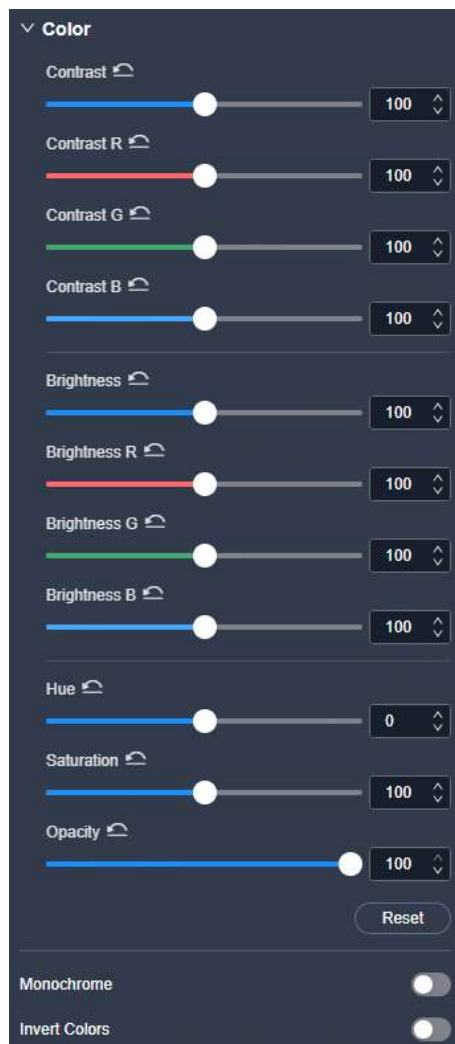 Color
Contrast
100
Contrast R
100
Contrast G
100
Contrast B
100
Brightness
100
Brightness R
100
Brightness G
100
Brightness B
100
Hue
0
Saturation
100
Opacity
100
Reset
Monochrome
Invert Colors